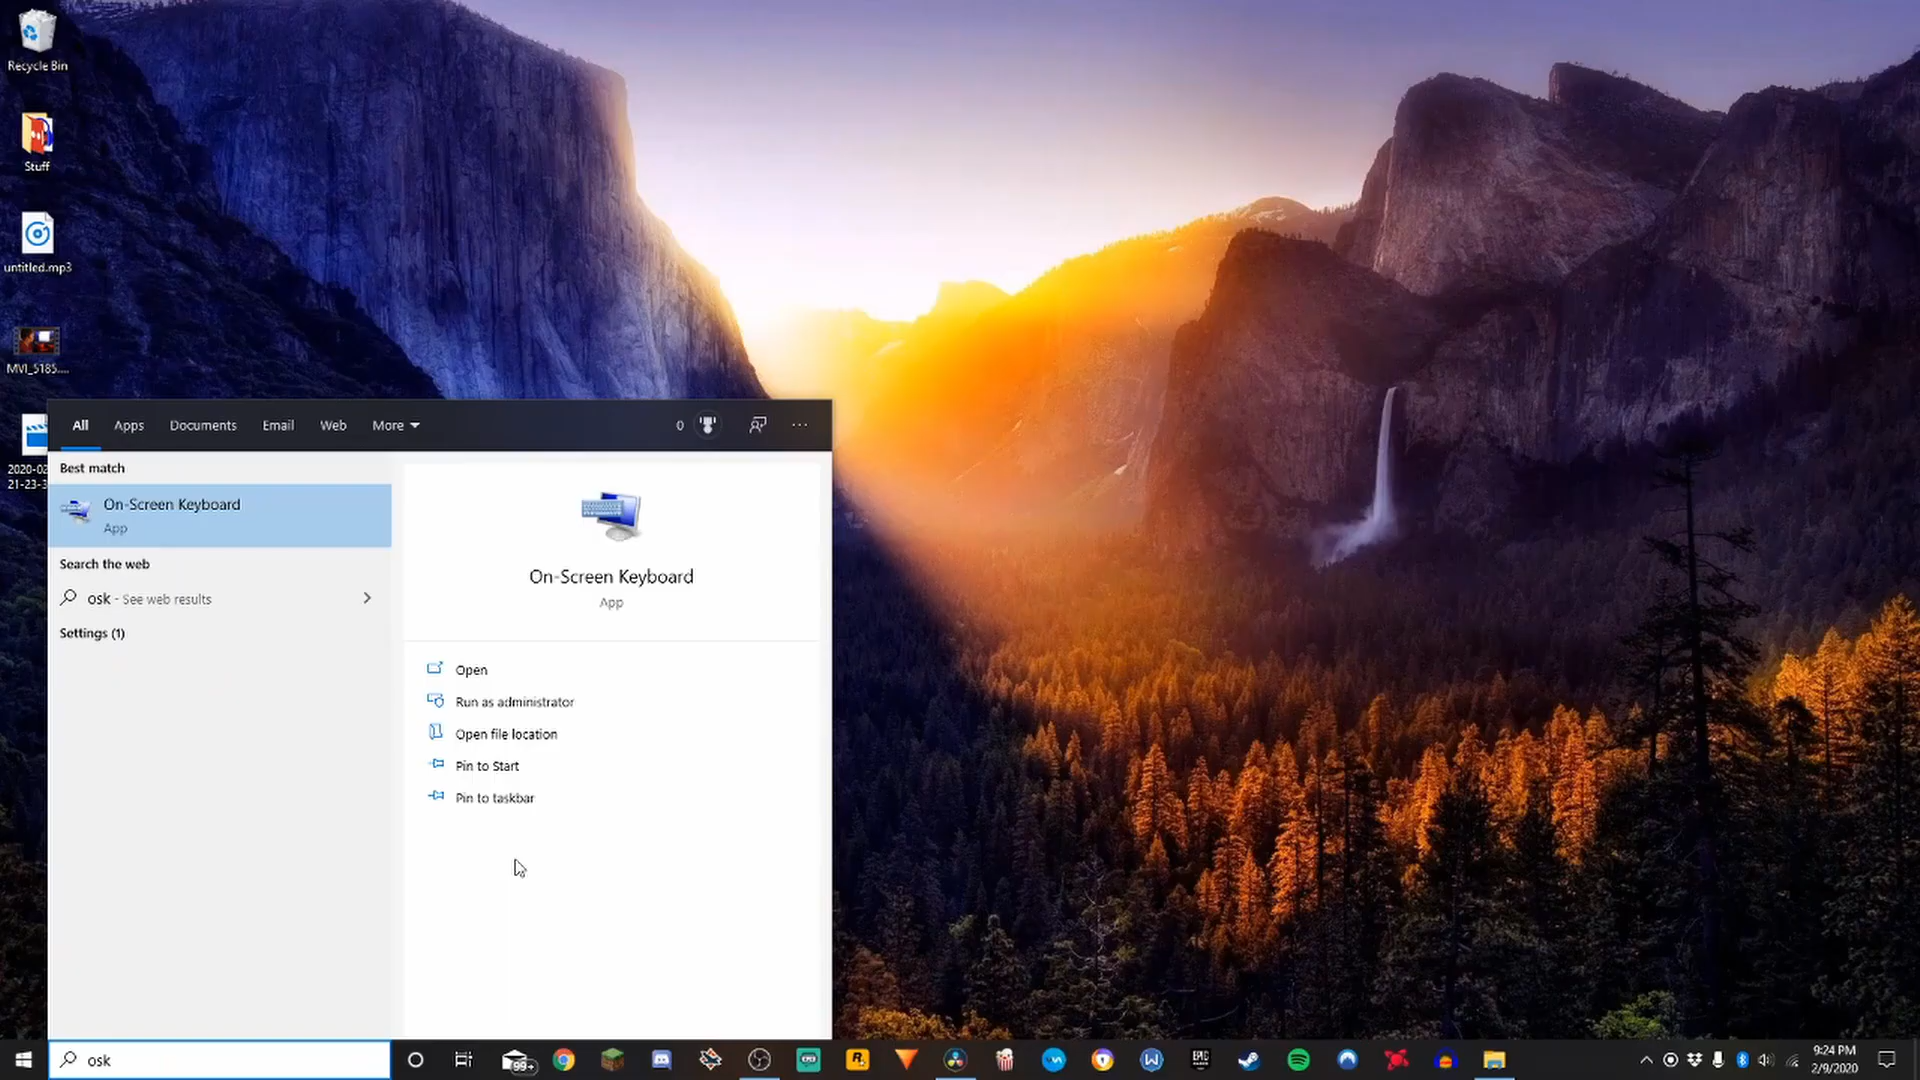 Recycle Bin
Stuff
untitled.mp3
MVI_5185....
2020-02
21-23-3
All Apps Documents Email Web More 0 ...
Best match
On-Screen Keyboard
App
Search the web
osk - See web results
Settings (1)
On-Screen Keyboard
App
Open
Run as administrator
Open file location
Pin to Start
Pin to taskbar
osk
99+
R
W
EPIC
9:24 PM
2/9/2020